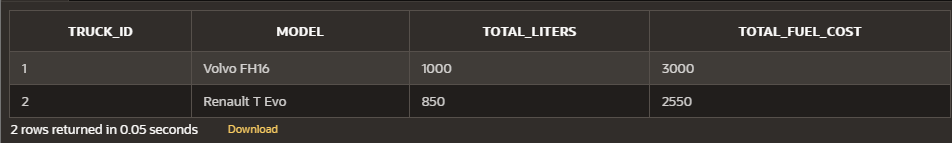 TRUCK_ID MODEL TOTAL_LITERS TOTAL_FUEL_COST
1 Volvo FH16 1000 3000
2 Renault T Evo 850 2550
2 rows returned in 0.05 seconds Download